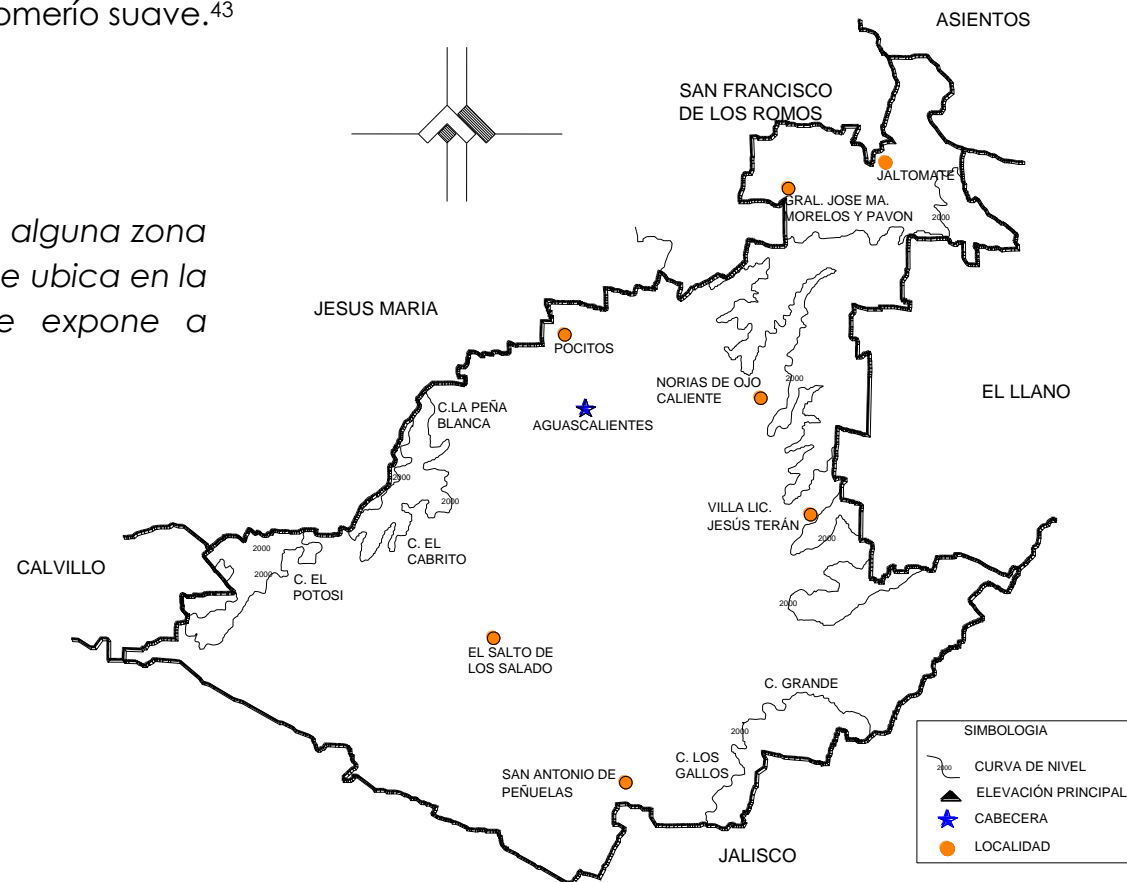 omerío suave.⁴³
alguna zona
e ubica en la
e expone a
ASIENTOS
SAN FRANCISCO
DE LOS ROMOS
JALTOMATE
GRAL. JOSE MA.
MORELOS Y PAVON
2000
JESUS MARIA
POCITOS
NORIAS DE OJO
CALIENTE
2000
EL LLANO
C.LA PEÑA
BLANCA
AGUASCALIENTES
2000
2000
VILLA LIC.
JESÚS TERÁN
2000
C. EL
CABRITO
2000
2000
CALVILLO
C. EL
POTOSI
2000
EL SALTO DE
LOS SALADO
C. GRANDE
2000
C. LOS
GALLOS
SAN ANTONIO DE
PEÑUELAS
JALISCO
SIMBOLOGIA
2000
CURVA DE NIVEL
ELEVACIÓN PRINCIPAL
CABECERA
LOCALIDAD